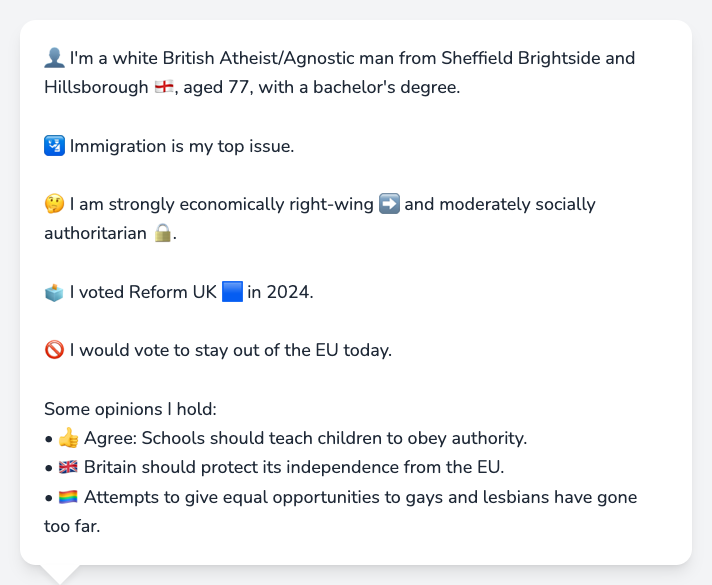 👤 I'm a white British Atheist/Agnostic man from Sheffield Brightside and
Hillsborough 🏴󠁧󠁢󠁥󠁮󠁧󠁿, aged 77, with a bachelor's degree.
🛂 Immigration is my top issue.
🤔 I am strongly economically right-wing ➡️ and moderately socially
authoritarian 🔒.
🗳️ I voted Reform UK 🟦 in 2024.
🚫 I would vote to stay out of the EU today.
Some opinions I hold:
• 👍 Agree: Schools should teach children to obey authority.
• 🇬🇧 Britain should protect its independence from the EU.
• 🏳️‍🌈 Attempts to give equal opportunities to gays and lesbians have gone
too far.